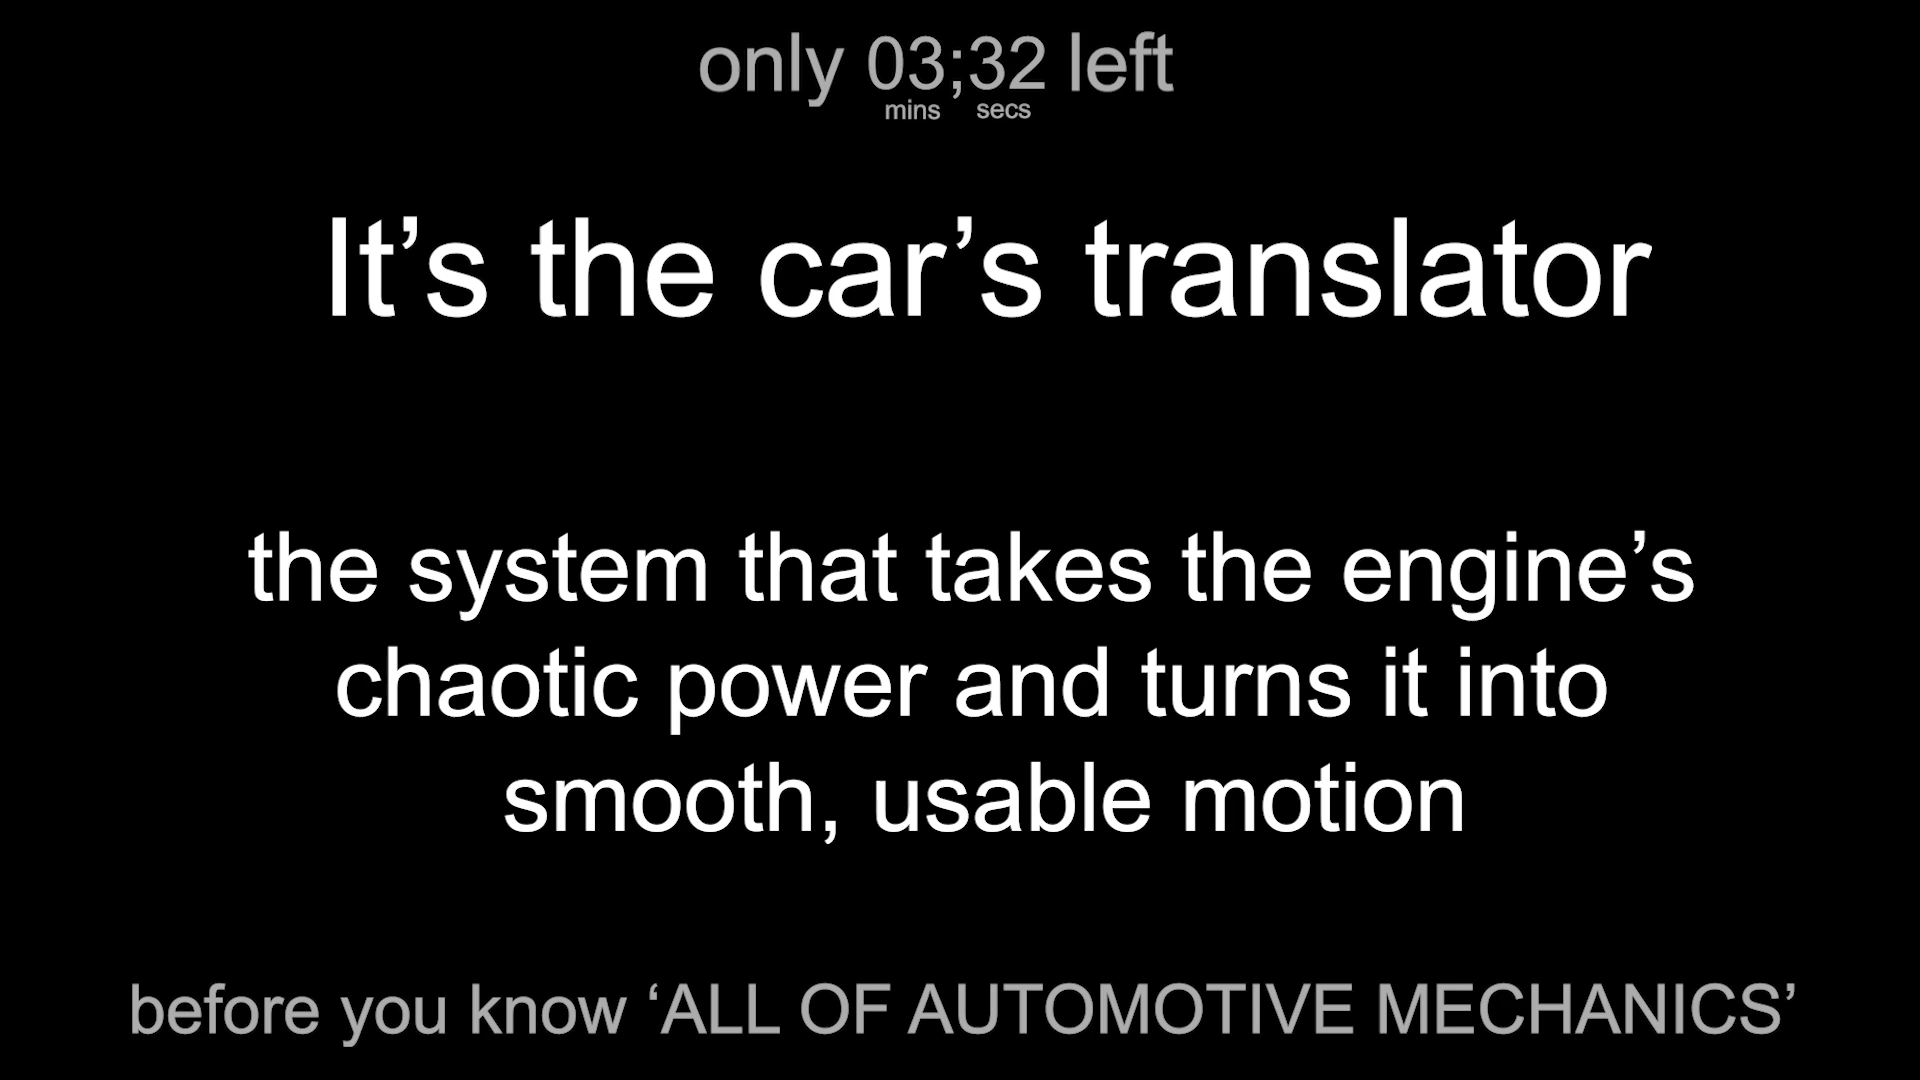 only 03;32 left
mins secs
It’s the car’s translator
the system that takes the engine’s
chaotic power and turns it into
smooth, usable motion
before you know ‘ALL OF AUTOMOTIVE MECHANICS’